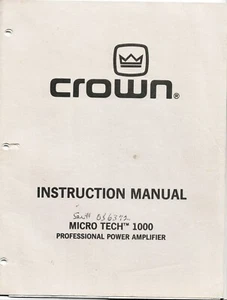 crown®
INSTRUCTION MANUAL
MICRO TECH™ 1000
PROFESSIONAL POWER AMPLIFIER